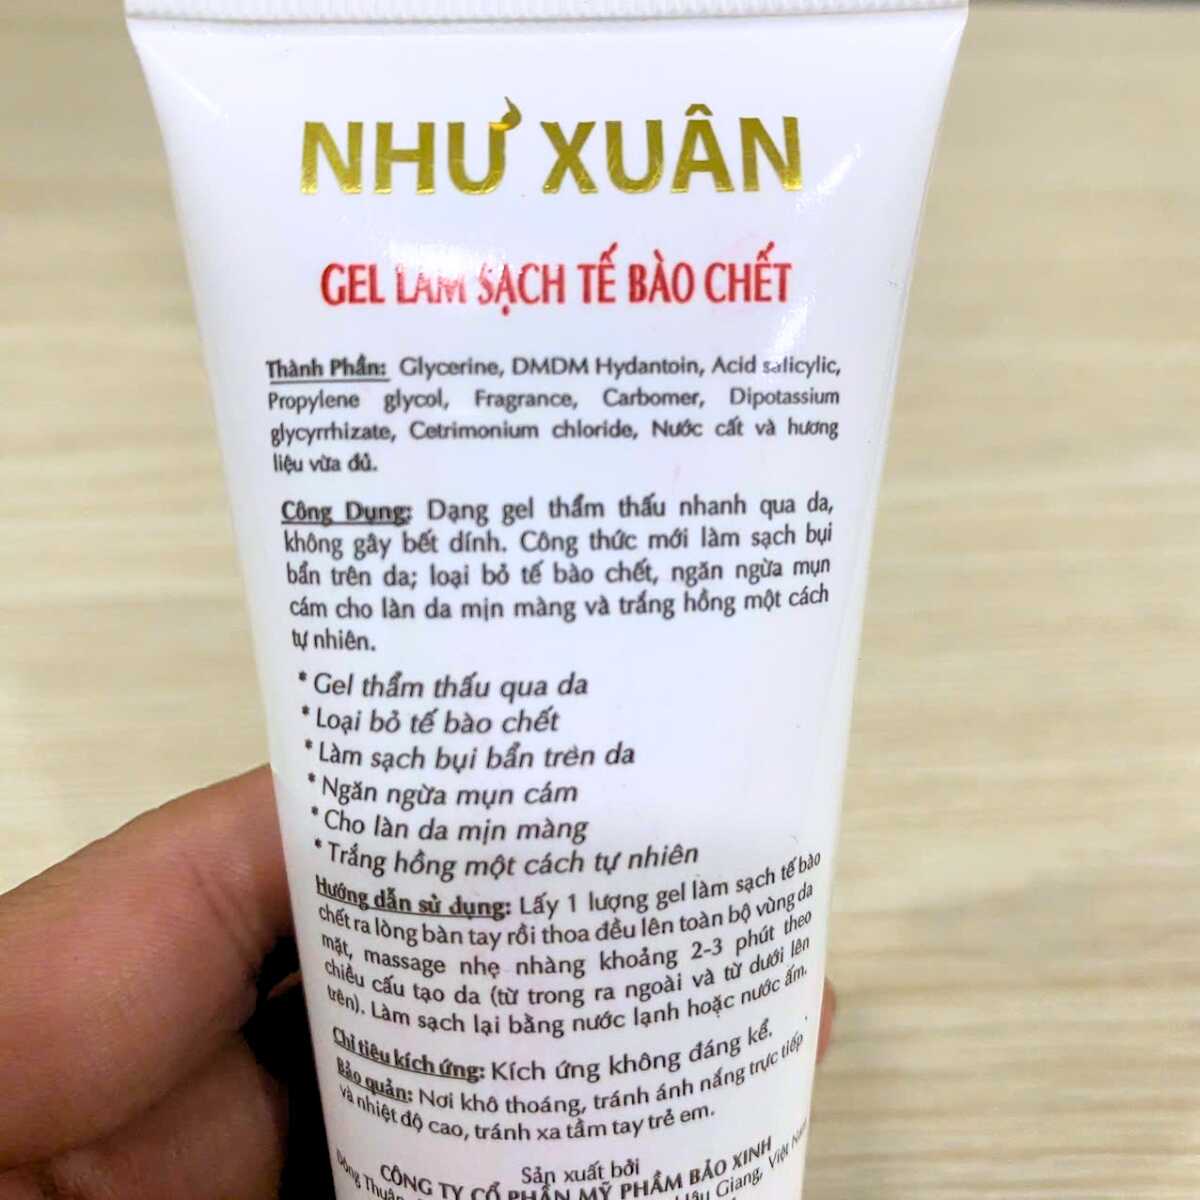 NHƯ XUÂN
GEL LÀM SẠCH TẾ BÀO CHẾT
Thành Phần: Glycerine, DMDM Hydantoin, Acid salicylic,
Propylene glycol, Fragrance, Carbomer, Dipotassium
glycyrrhizate, Cetrimonium chloride, Nước cất và hương
liệu vừa đủ.
Công Dụng: Dạng gel thẩm thấu nhanh qua da,
không gây bết dính. Công thức mới làm sạch bụi
bẩn trên da; loại bỏ tế bào chết, ngăn ngừa mụn
cám cho làn da mịn màng và trắng hồng một cách
tự nhiên.
* Gel thẩm thấu qua da
* Loại bỏ tế bào chết
* Làm sạch bụi bẩn trên da
* Ngăn ngừa mụn cám
* Cho làn da mịn màng
* Trắng hồng một cách tự nhiên
Hướng dẫn sử dụng: Lấy 1 lượng gel làm sạch tế bào
chết ra lòng bàn tay rồi thoa đều lên toàn bộ vùng da
mặt, massage nhẹ nhàng khoảng 2-3 phút theo
chiều cấu tạo da (từ trong ra ngoài và từ dưới lên
trên). Làm sạch lại bằng nước lạnh hoặc nước ấm.
Chỉ tiêu kích ứng: Kích ứng không đáng kể.
Bảo quản: Nơi khô thoáng, tránh ánh nắng trực tiếp
và nhiệt độ cao, tránh xa tầm tay trẻ em.
Sản xuất bởi
CÔNG TY CỔ PHẦN MỸ PHẨM BẢO XINH
Đông Thuận, Hậu Giang, Việt Nam